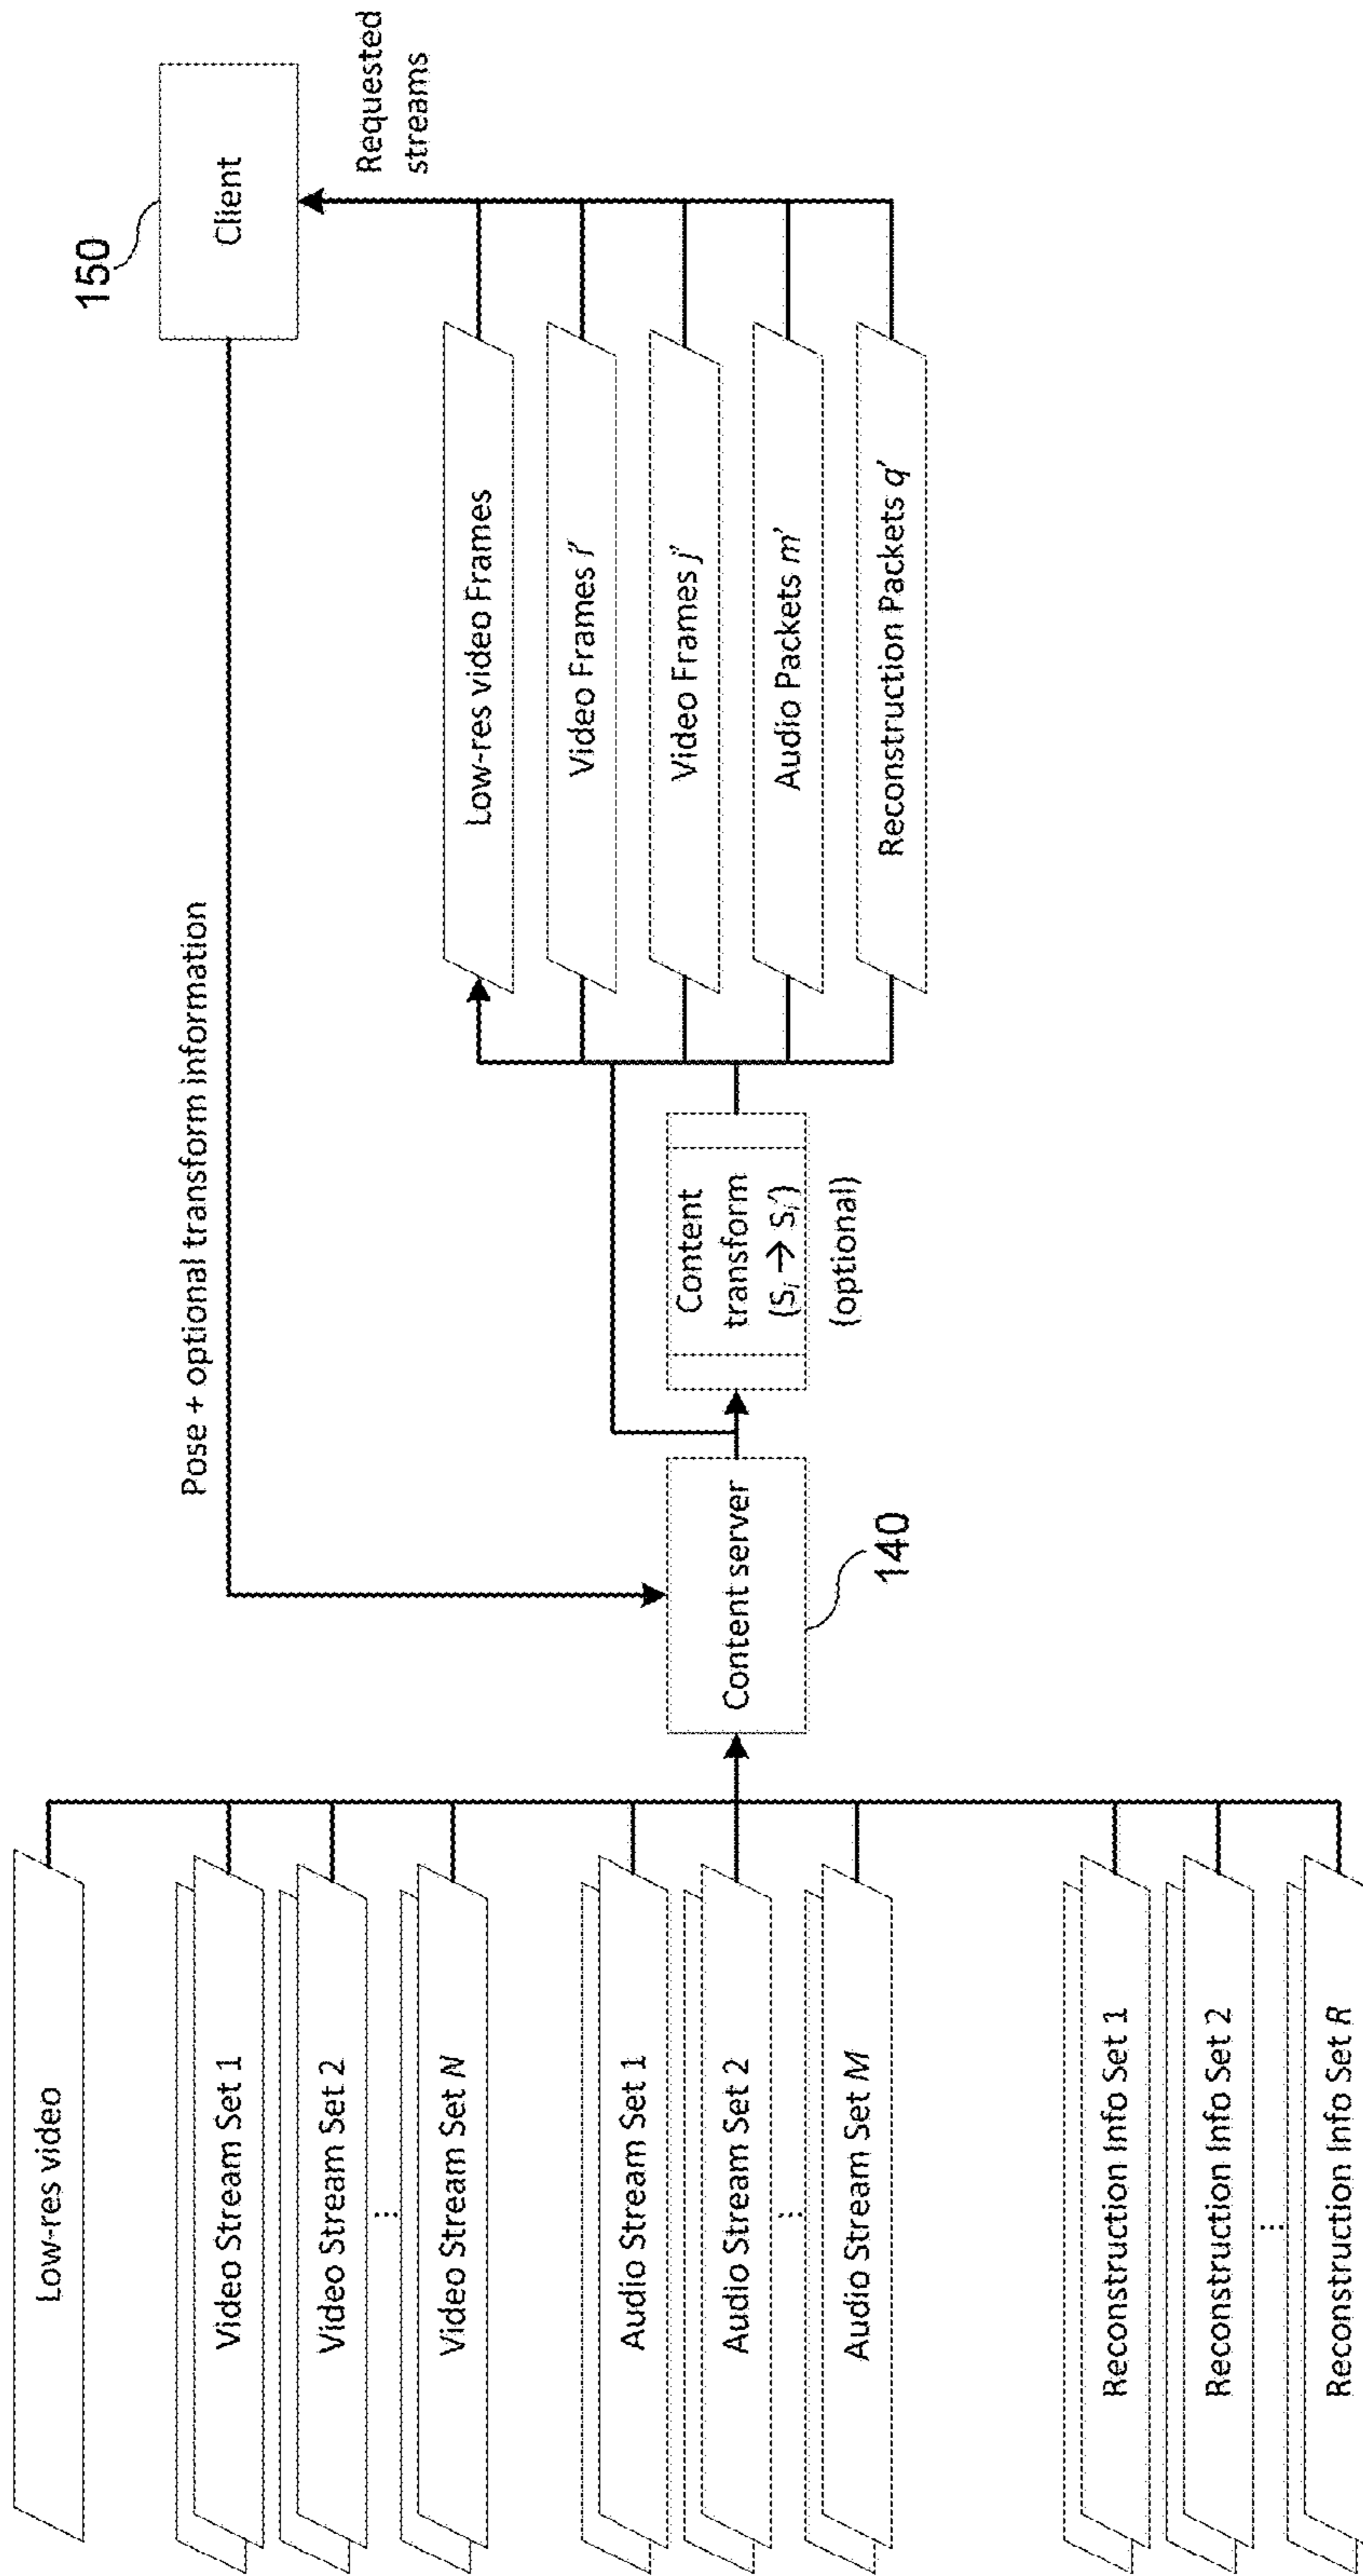 Low-res video
Video Stream Set 1
Video Stream Set 2
...
Video Stream Set N
Audio Stream Set 1
Audio Stream Set 2
...
Audio Stream Set M
Reconstruction Info Set 1
Reconstruction Info Set 2
...
Reconstruction Info Set R
Content server
140
Pose + optional transform information
Content
transform
(Si → Si′)
(optional)
Low-res video Frames
Video Frames i′
Video Frames j′
Audio Packets m′
Reconstruction Packets q′
150
Client
Requested
streams